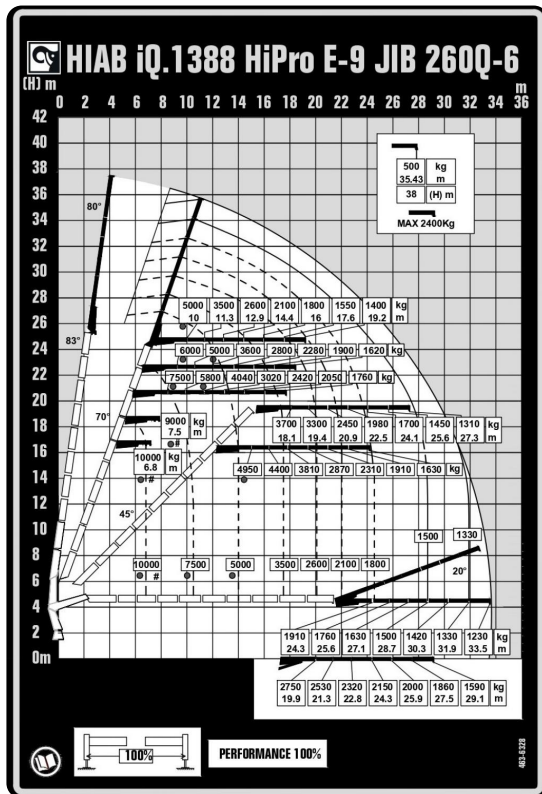 HIAB iQ.1388 HiPro E-9 JIB 260Q-6
(H) m
m
0 2 4 6 8 10 12 14 16 18 20 22 24 26 28 30 32 34 36
42
40
38
36
34
32
30
28
26
24
22
20
18
16
14
12
10
8
6
4
2
0m
500 kg
35.43 m
38 (H) m
MAX 2400Kg
80°
83°
70°
45°
20°
5000 3500 2600 2100 1800 1550 1400 kg
10 11.3 12.9 14.4 16 17.6 19.2 m
6000 5000 3600 2800 2280 1900 1620 kg
7500 5800 4040 3020 2420 2050 1760 kg
9000 kg
7.5 m
#
10000 kg
6.8 m
#
3700 3300 2450 1980 1700 1450 1310 kg
18.1 19.4 20.9 22.5 24.1 25.6 27.3 m
4950 4400 3810 2870 2310 1910 1630 kg
1500 1330
10000 7500 5000 3500 2600 2100 1800
#
1910 1760 1630 1500 1420 1330 1230 kg
24.3 25.6 27.1 28.7 30.3 31.9 33.5 m
2750 2530 2320 2150 2000 1860 1590 kg
19.9 21.3 22.8 24.3 25.9 27.5 29.1 m
100%
PERFORMANCE 100%
463-6328